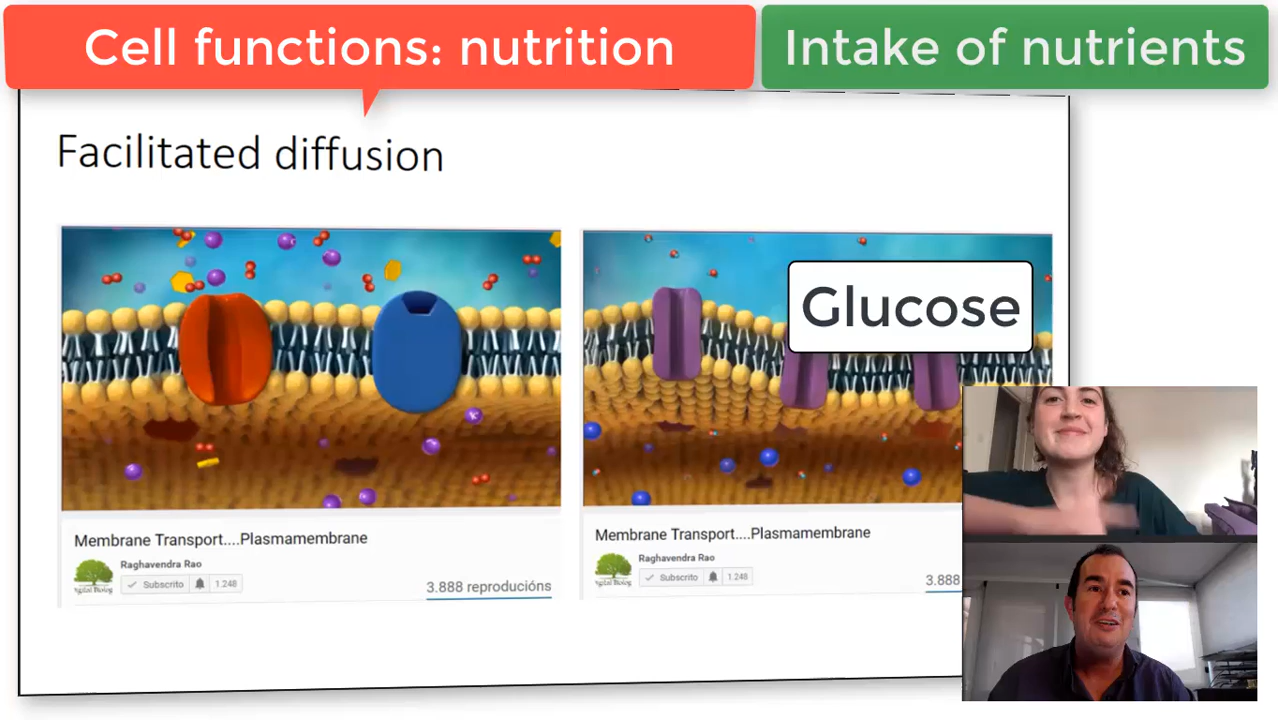 Cell functions: nutrition
Intake of nutrients
Facilitated diffusion
Glucose
Membrane Transport....Plasmamembrane
Raghavendra Rao
Subscrito 1.248
3.888 reproducións
Membrane Transport....Plasmamembrane
Raghavendra Rao
Subscrito 1.248
3.888